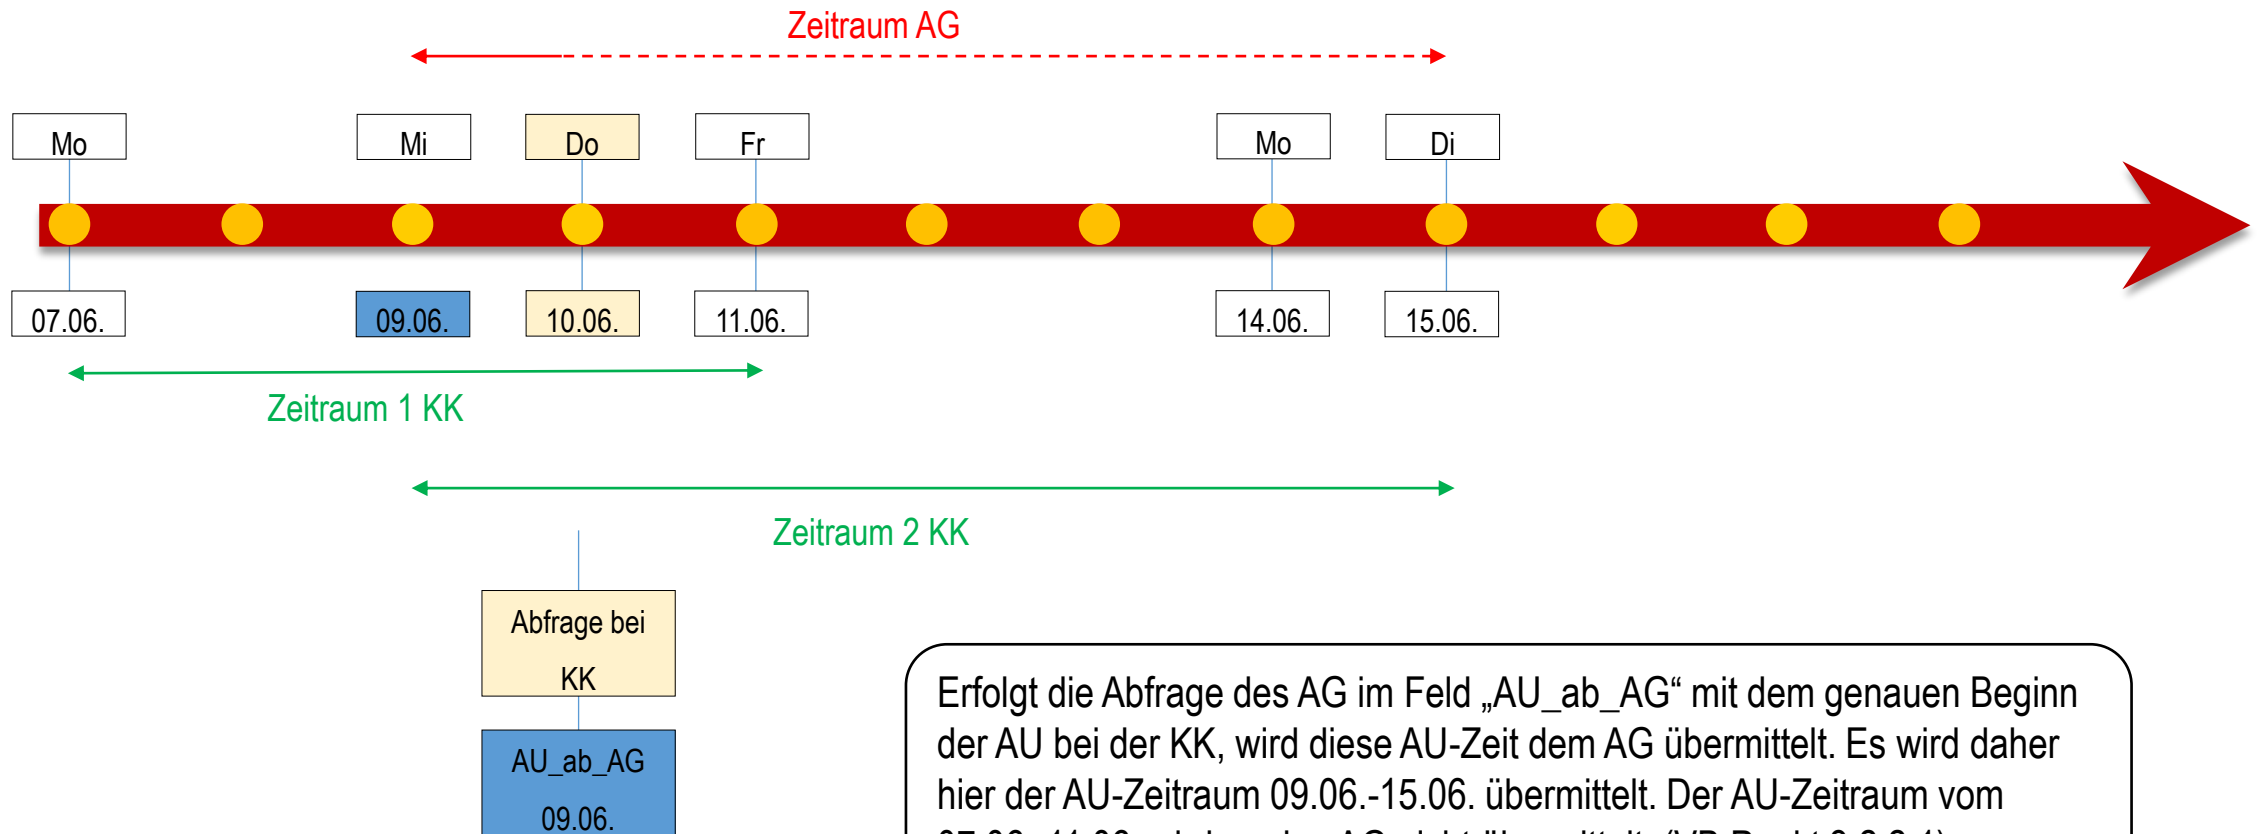 Zeitraum AG
Mo Mi Do Fr Mo Di
07.06. 09.06. 10.06. 11.06. 14.06. 15.06.
Zeitraum 1 KK
Zeitraum 2 KK
Abfrage bei
KK
AU_ab_AG
09.06.
Erfolgt die Abfrage des AG im Feld „AU_ab_AG“ mit dem genauen Beginn
der AU bei der KK, wird diese AU-Zeit dem AG übermittelt. Es wird daher
hier der AU-Zeitraum 09.06.-15.06. übermittelt. Der AU-Zeitraum vom